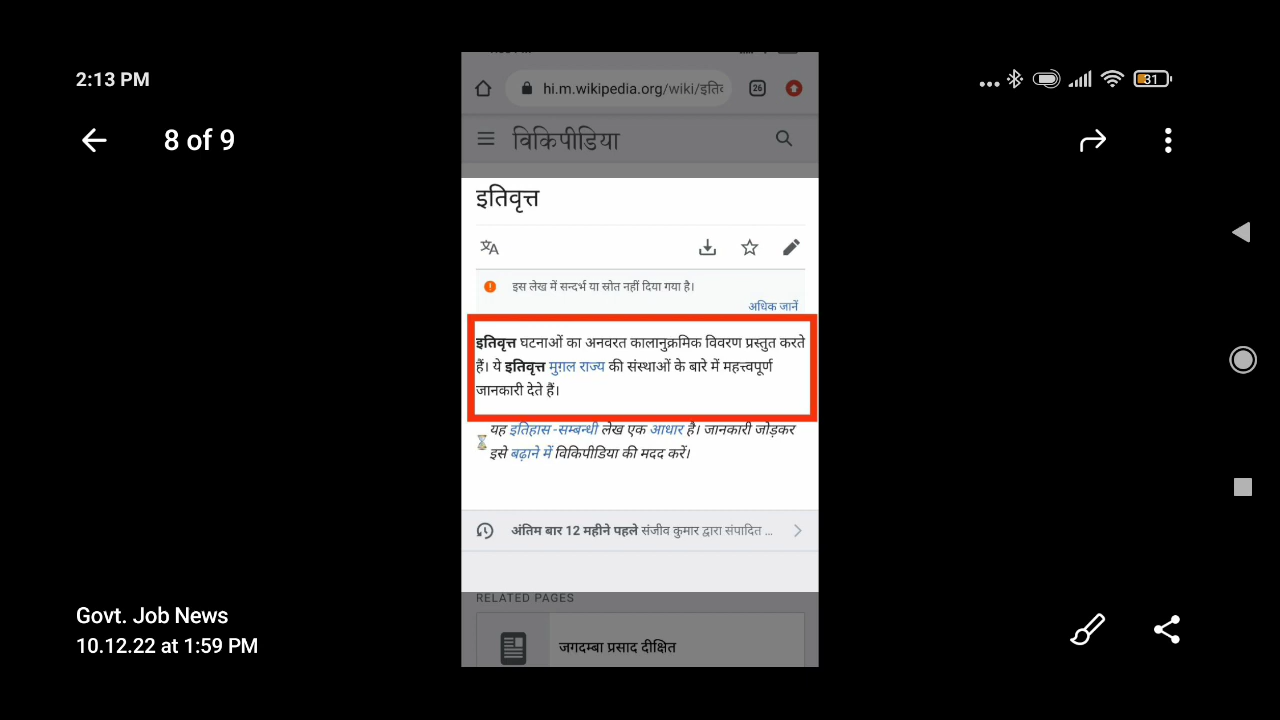 2:13 PM
31
8 of 9
hi.m.wikipedia.org/wiki/इति
26
विकिपीडिया
इतिवृत्त
इस लेख में सन्दर्भ या स्रोत नहीं दिया गया है।
अधिक जानें
इतिवृत्त घटनाओं का अनवरत कालानुक्रमिक विवरण प्रस्तुत करते
हैं। ये इतिवृत्त मुग़ल राज्य की संस्थाओं के बारे में महत्त्वपूर्ण
जानकारी देते हैं।
यह इतिहास -सम्बन्धी लेख एक आधार है। जानकारी जोड़कर
इसे बढ़ाने में विकिपीडिया की मदद करें।
अंतिम बार 12 महीने पहले संजीव कुमार द्वारा संपादित ...
RELATED PAGES
जगदम्बा प्रसाद दीक्षित
Govt. Job News
10.12.22 at 1:59 PM